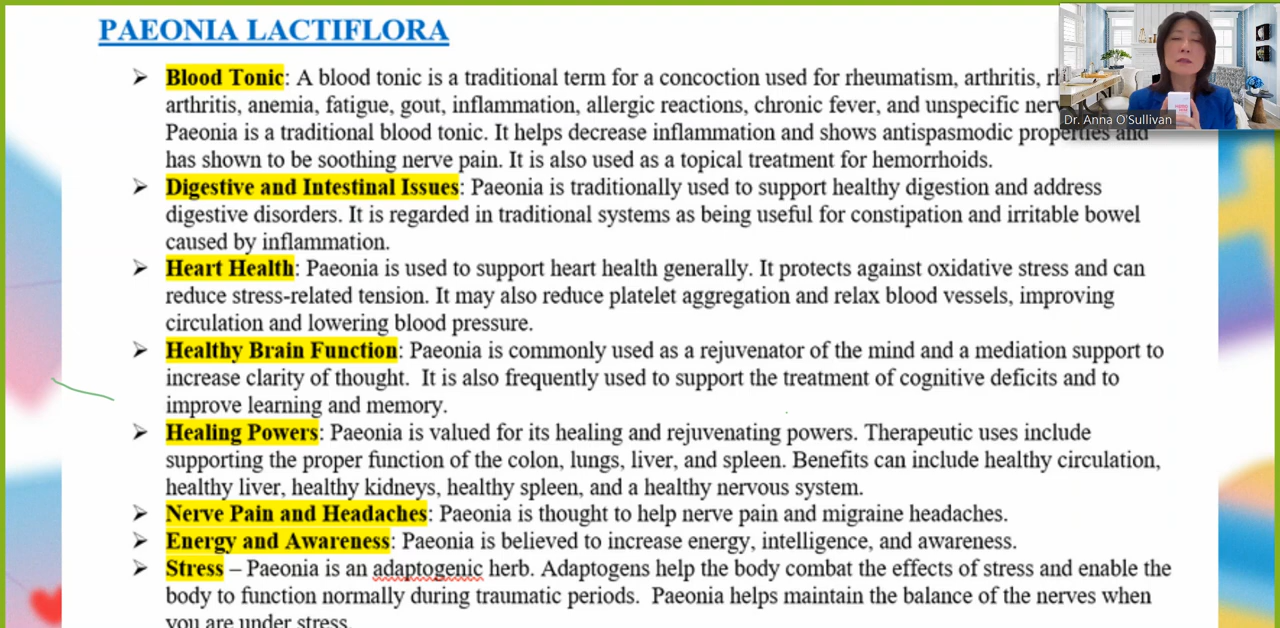 PAEONIA LACTIFLORA
Blood Tonic: A blood tonic is a traditional term for a concoction used for rheumatism, arthritis,
arthritis, anemia, fatigue, gout, inflammation, allergic reactions, chronic fever, and unspecific
Paeonia is a traditional blood tonic. It helps decrease inflammation and shows antispasmodic properties and
has shown to be soothing nerve pain. It is also used as a topical treatment for hemorrhoids.
Digestive and Intestinal Issues: Paeonia is traditionally used to support healthy digestion and address
digestive disorders. It is regarded in traditional systems as being useful for constipation and irritable bowel
caused by inflammation.
Heart Health: Paeonia is used to support heart health generally. It protects against oxidative stress and can
reduce stress-related tension. It may also reduce platelet aggregation and relax blood vessels, improving
circulation and lowering blood pressure.
Healthy Brain Function: Paeonia is commonly used as a rejuvenator of the mind and a mediation support to
increase clarity of thought. It is also frequently used to support the treatment of cognitive deficits and to
improve learning and memory.
Healing Powers: Paeonia is valued for its healing and rejuvenating powers. Therapeutic uses include
supporting the proper function of the colon, lungs, liver, and spleen. Benefits can include healthy circulation,
healthy liver, healthy kidneys, healthy spleen, and a healthy nervous system.
Nerve Pain and Headaches: Paeonia is thought to help nerve pain and migraine headaches.
Energy and Awareness: Paeonia is believed to increase energy, intelligence, and awareness.
Stress – Paeonia is an adaptogenic herb. Adaptogens help the body combat the effects of stress and enable the
body to function normally during traumatic periods. Paeonia helps maintain the balance of the nerves when
you are under stress.
Dr. Anna O'Sullivan